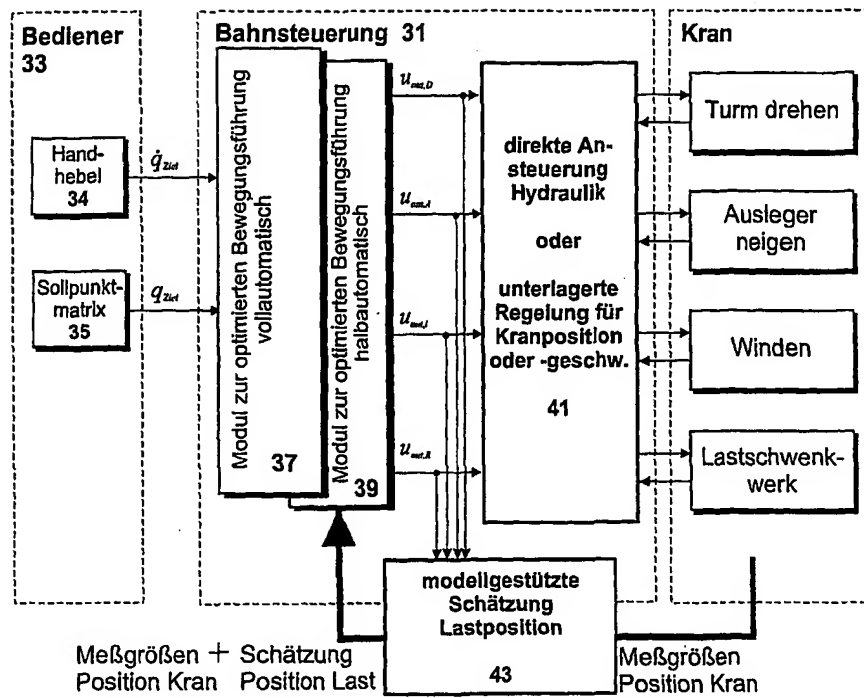 Bediener
33
Bahnsteuerung 31
Kran
Hand-
hebel
34
q̇ Ziel
Sollpunkt-
matrix
35
q Ziel
Modul zur optimierten Bewegungsführung
vollautomatisch
37
Modul zur optimierten Bewegungsführung
halbautomatisch
39
direkte An-
steuerung
Hydraulik
oder
unterlagerte
Regelung für
Kranposition
oder -geschw.
41
Turm drehen
Ausleger
neigen
Winden
Lastschwenk-
werk
modellgestützte
Schätzung
Lastposition
43
Meßgrößen + Schätzung
Position Kran Position Last
Meßgrößen
Position Kran